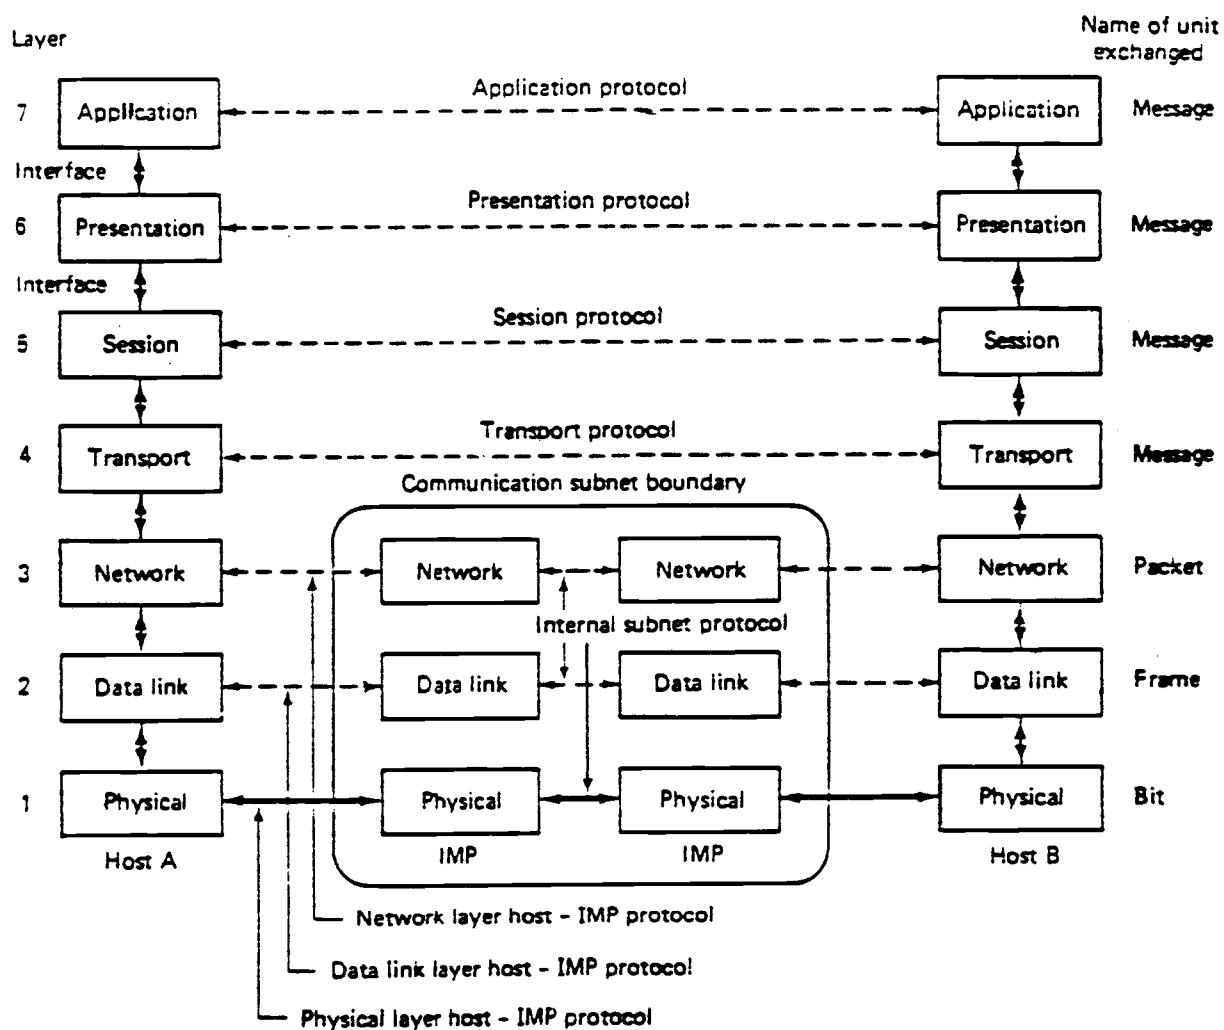 Layer
Name of unit
exchanged
7 Application Application protocol Application Message
Interface
6 Presentation Presentation protocol Presentation Message
Interface
5 Session Session protocol Session Message
4 Transport Transport protocol Transport Message
Communication subnet boundary
3 Network Network Network Network Packet
Internal subnet protocol
2 Data link Data link Data link Data link Frame
1 Physical Physical Physical Physical Bit
Host A IMP IMP Host B
Network layer host - IMP protocol
Data link layer host - IMP protocol
Physical layer host - IMP protocol